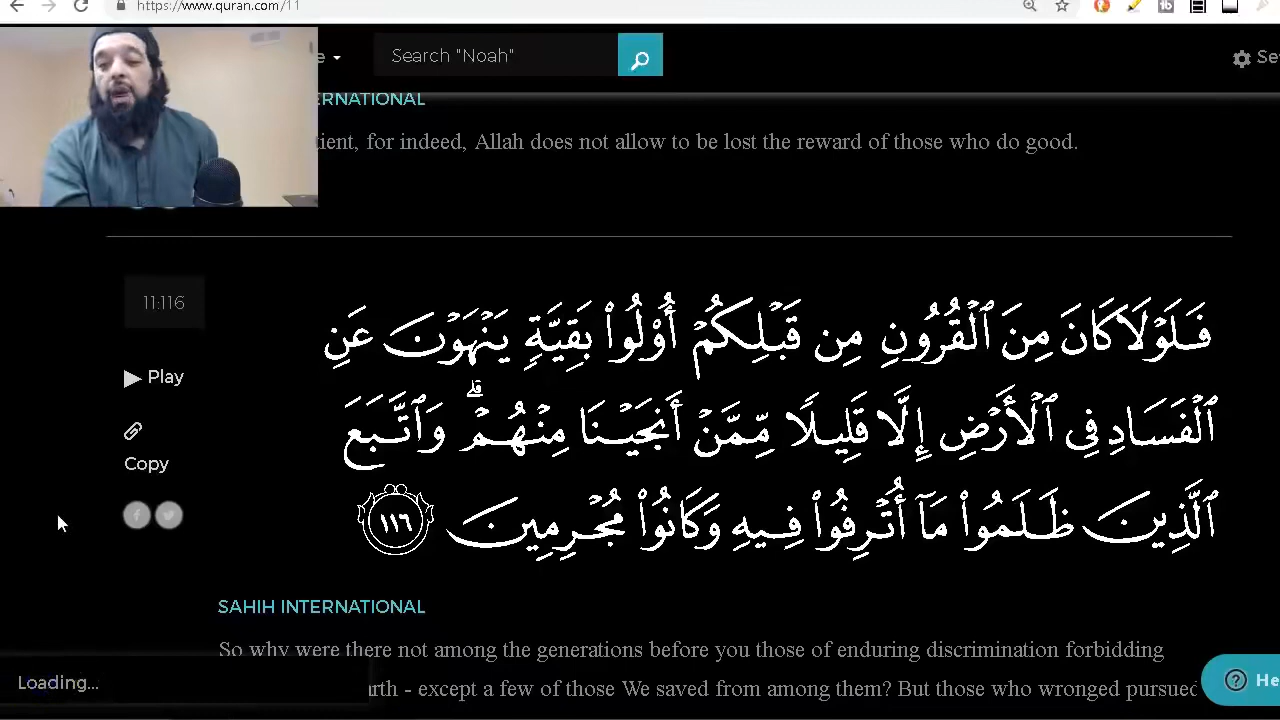 https://www.quran.com/11
Search "Noah"
ERNATIONAL
tient, for indeed, Allah does not allow to be lost the reward of those who do good.
11:116
فَلَوْلَا كَانَ مِنَ ٱلْقُرُونِ مِن قَبْلِكُمْ أُو۟لُوا۟ بَقِيَّةٍ يَنْهَوْنَ عَنِ
ٱلْفَسَادِ فِى ٱلْأَرْضِ إِلَّا قَلِيلًا مِّمَّنْ أَنجَيْنَا مِنْهُمْ ۗ وَٱتَّبَعَ
ٱلَّذِينَ ظَلَمُوا۟ مَآ أُتْرِفُوا۟ فِيهِ وَكَانُوا۟ مُجْرِمِينَ ١١٦
Play
Copy
SAHIH INTERNATIONAL
So why were there not among the generations before you those of enduring discrimination forbidding
arth - except a few of those We saved from among them? But those who wronged pursued
Loading...
He